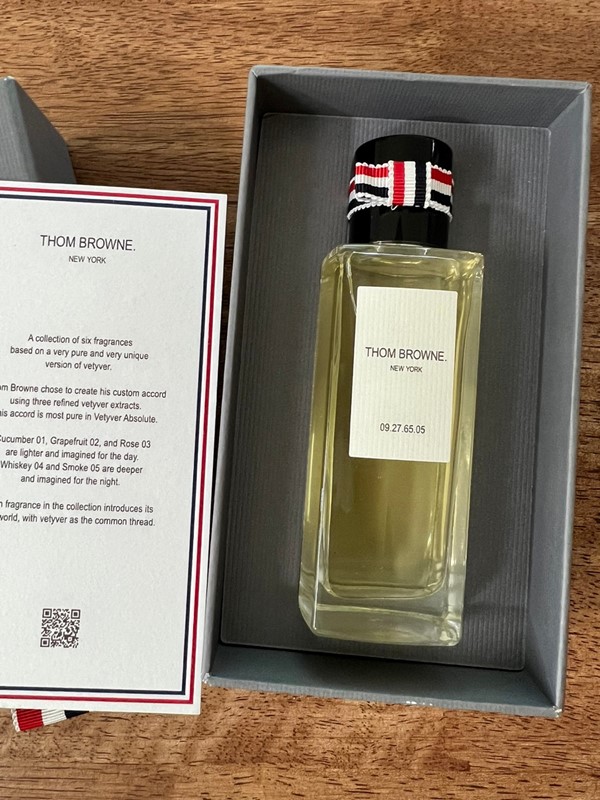 THOM BROWNE.
NEW YORK
A collection of six fragrances
based on a very pure and very unique
version of vetyver.
Browne chose to create his custom accord
using three refined vetyver extracts.
accord is most pure in Vetyver Absolute.
Cucumber 01, Grapefruit 02, and Rose 03
are lighter and imagined for the day.
Whiskey 04 and Smoke 05 are deeper
and imagined for the night.
fragrance in the collection introduces its
world, with vetyver as the common thread.
THOM BROWNE.
NEW YORK
09.27.65.05